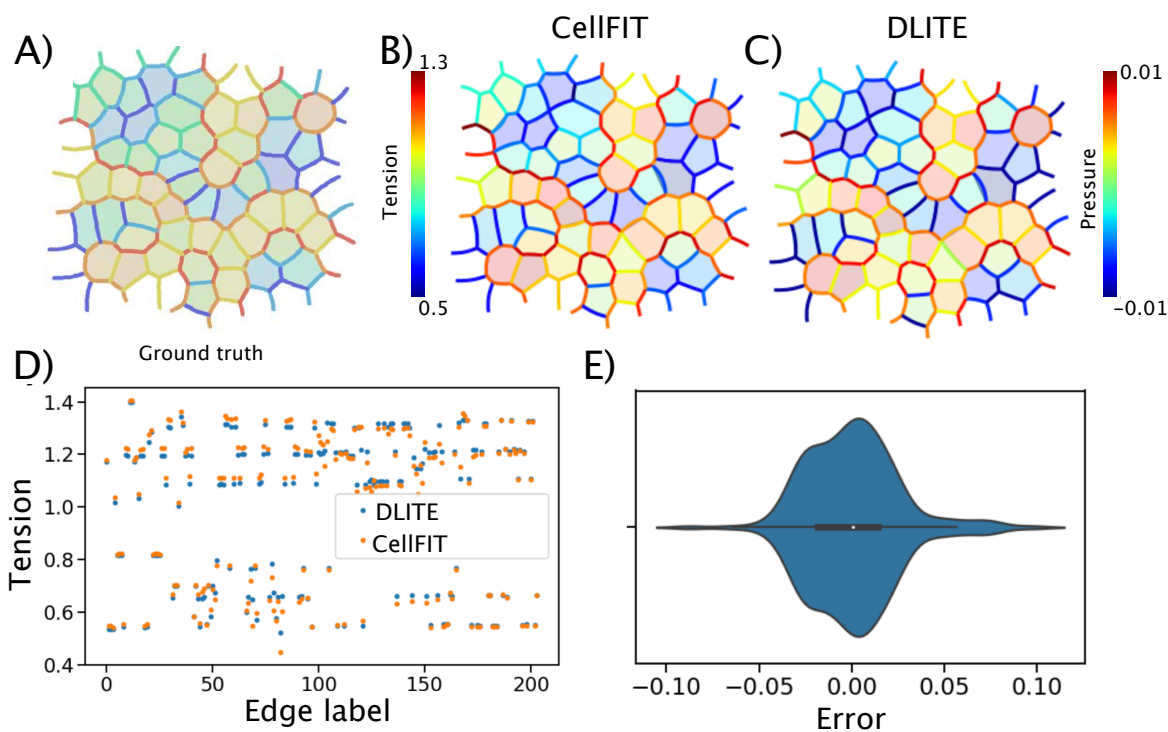 CellFIT
DLITE
A)
B)
C)
1.3
Tension
0.5
0.01
Pressure
−0.01
Ground truth
D)
Tension
1.4
1.2
1.0
0.8
0.6
0.4
DLITE
CellFIT
0
50
100
150
200
Edge label
E)
−0.10
−0.05
0.00
0.05
0.10
Error